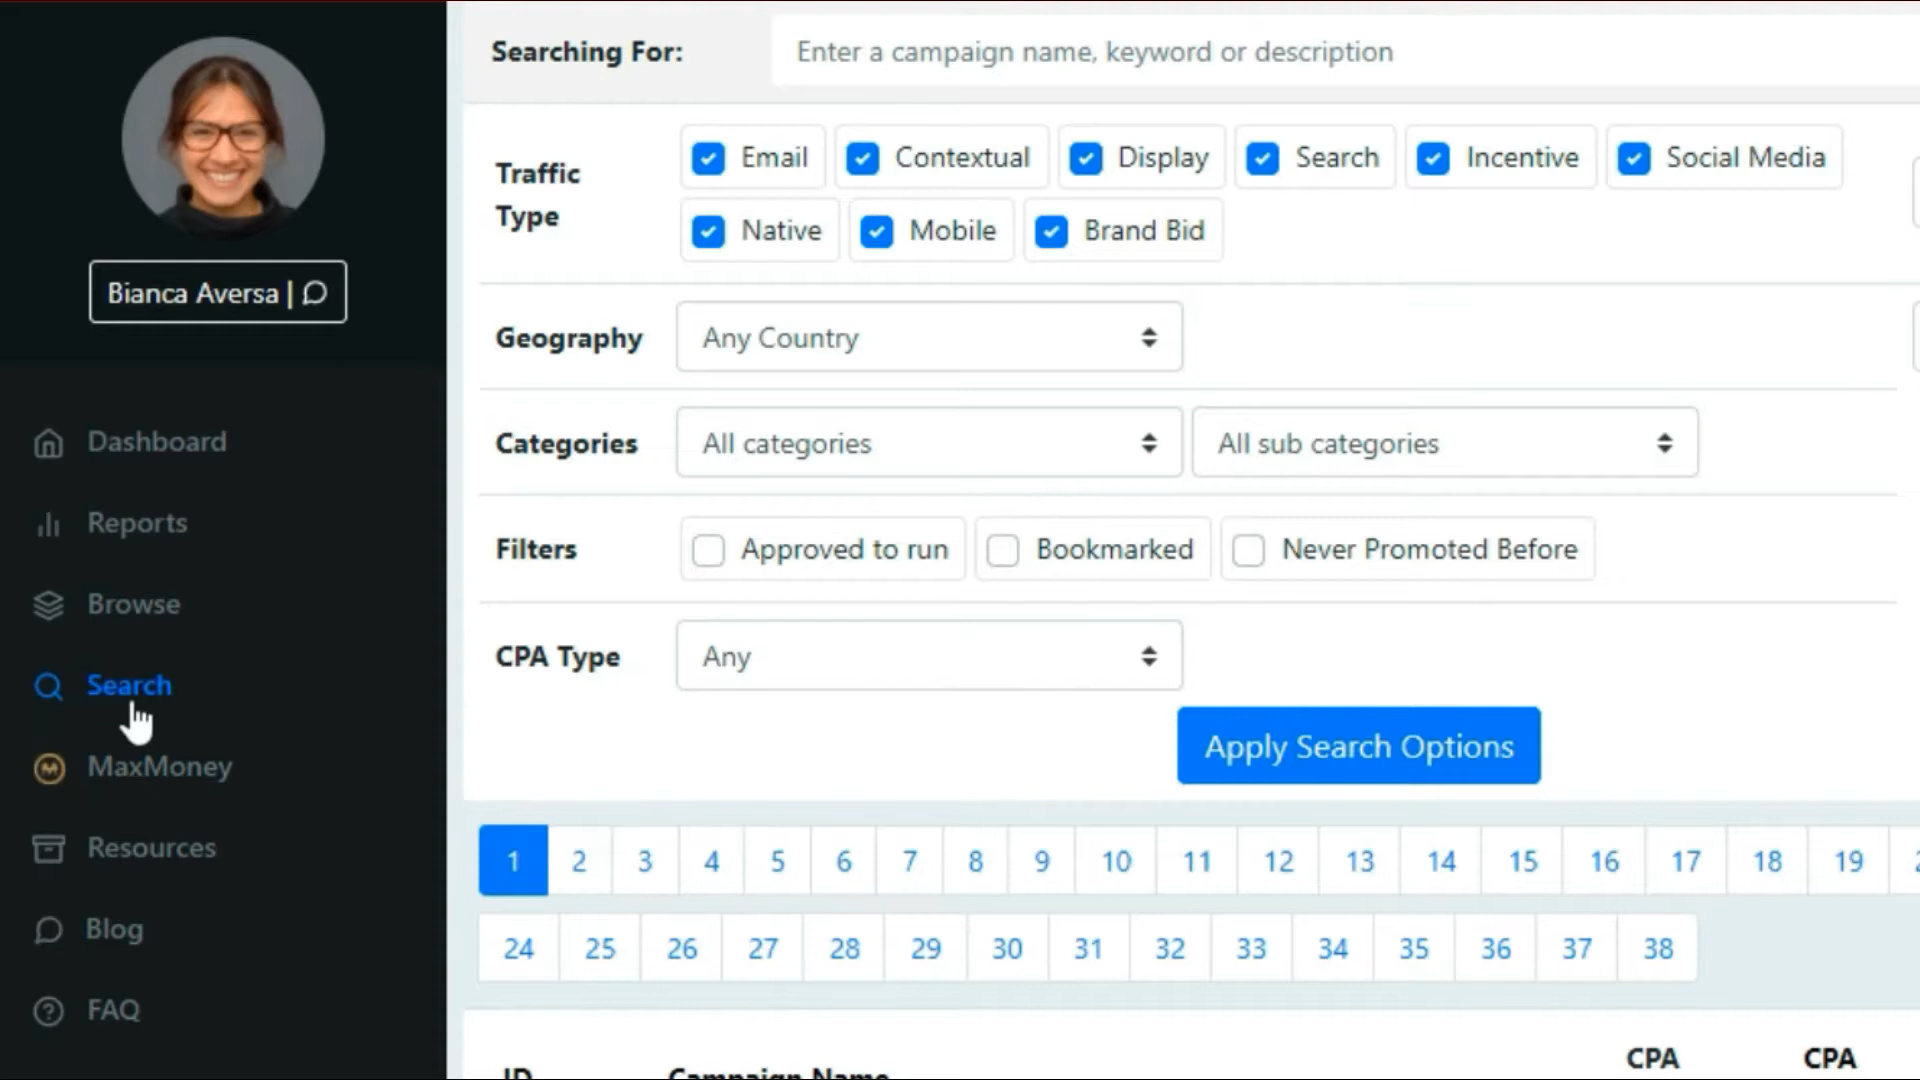 Searching For: Enter a campaign name, keyword or description
Traffic Type
Email Contextual Display Search Incentive Social Media
Native Mobile Brand Bid
Bianca Aversa |
Geography Any Country
Categories All categories All sub categories
Filters Approved to run Bookmarked Never Promoted Before
CPA Type Any
Apply Search Options
Dashboard
Reports
Browse
Search
MaxMoney
Resources
Blog
FAQ
1 2 3 4 5 6 7 8 9 10 11 12 13 14 15 16 17 18 19
24 25 26 27 28 29 30 31 32 33 34 35 36 37 38
ID Campaign Name CPA CPA